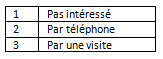 1 Pas intéressé
2 Par téléphone
3 Par une visite